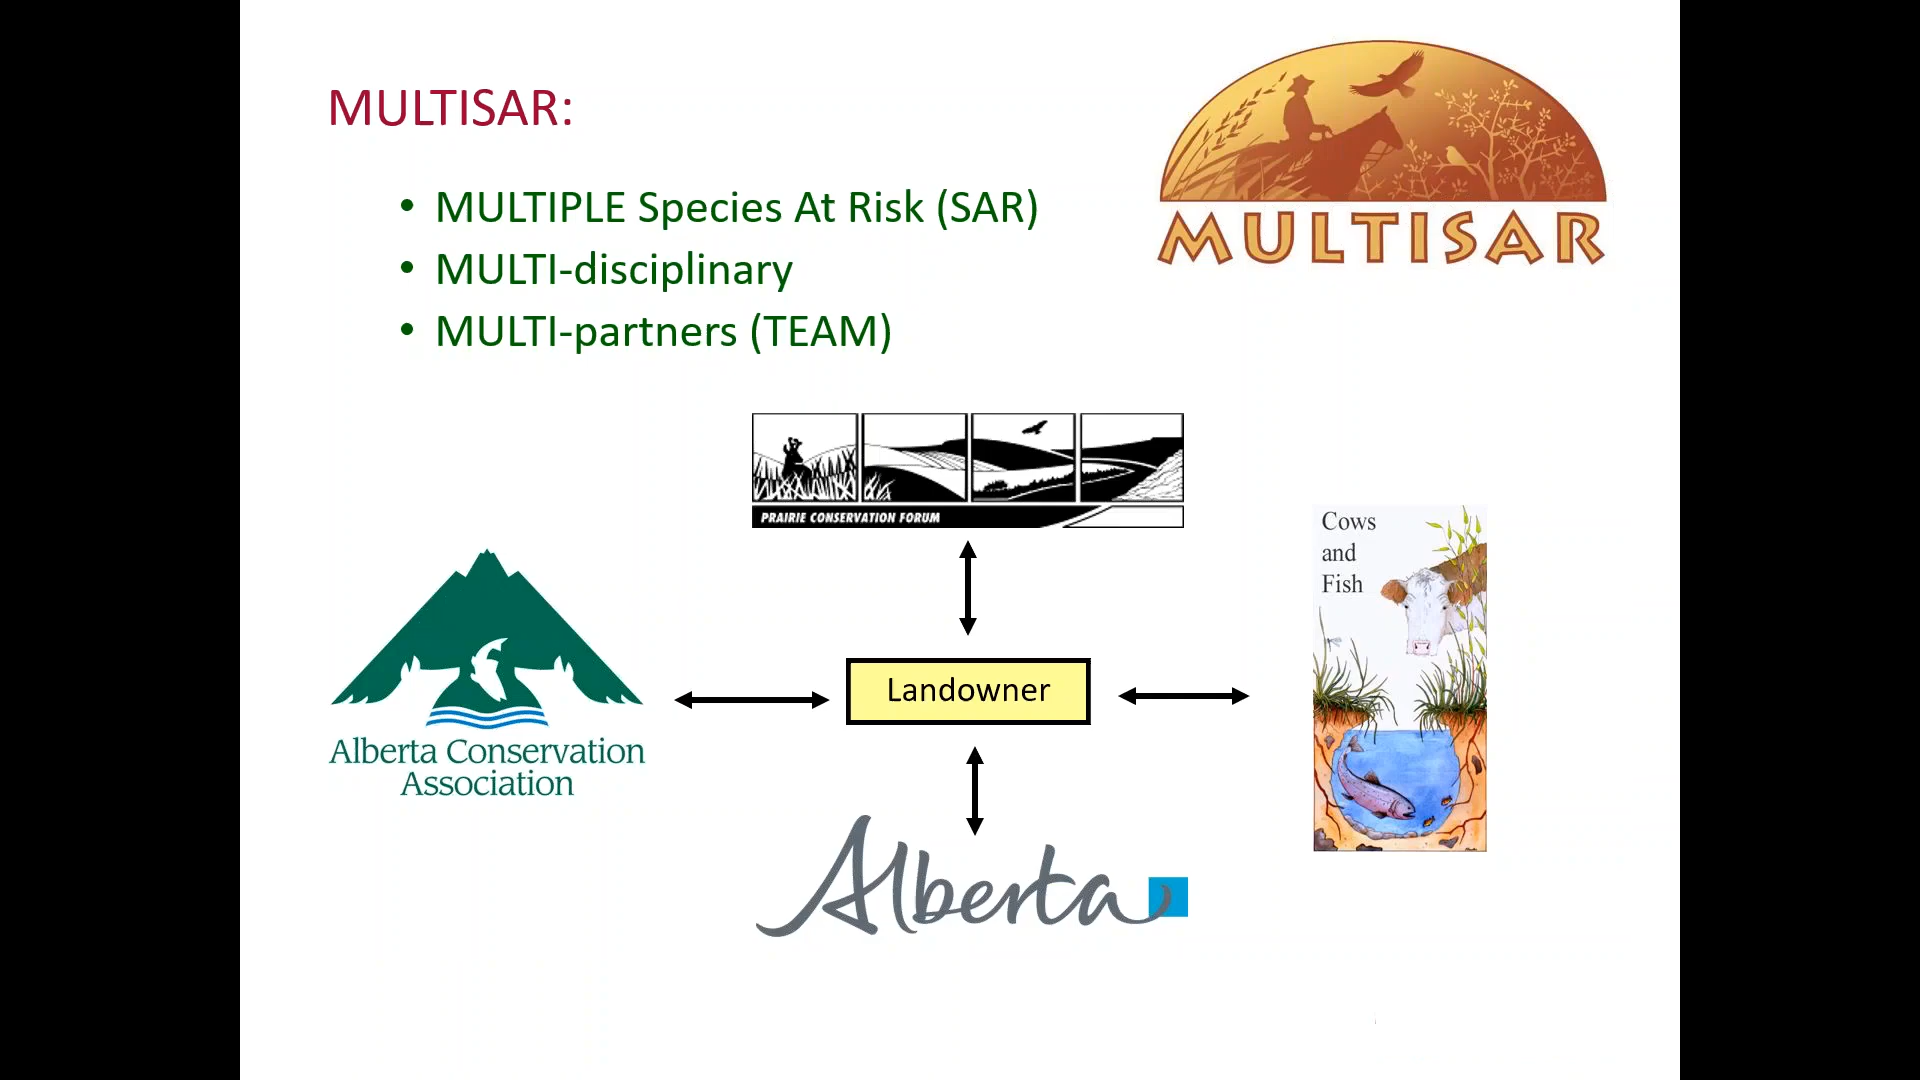 MULTISAR:
• MULTIPLE Species At Risk (SAR)
• MULTI-disciplinary
• MULTI-partners (TEAM)
MULTISAR
PRAIRIE CONSERVATION FORUM
Cows
and
Fish
Landowner
Alberta Conservation
Association
Alberta